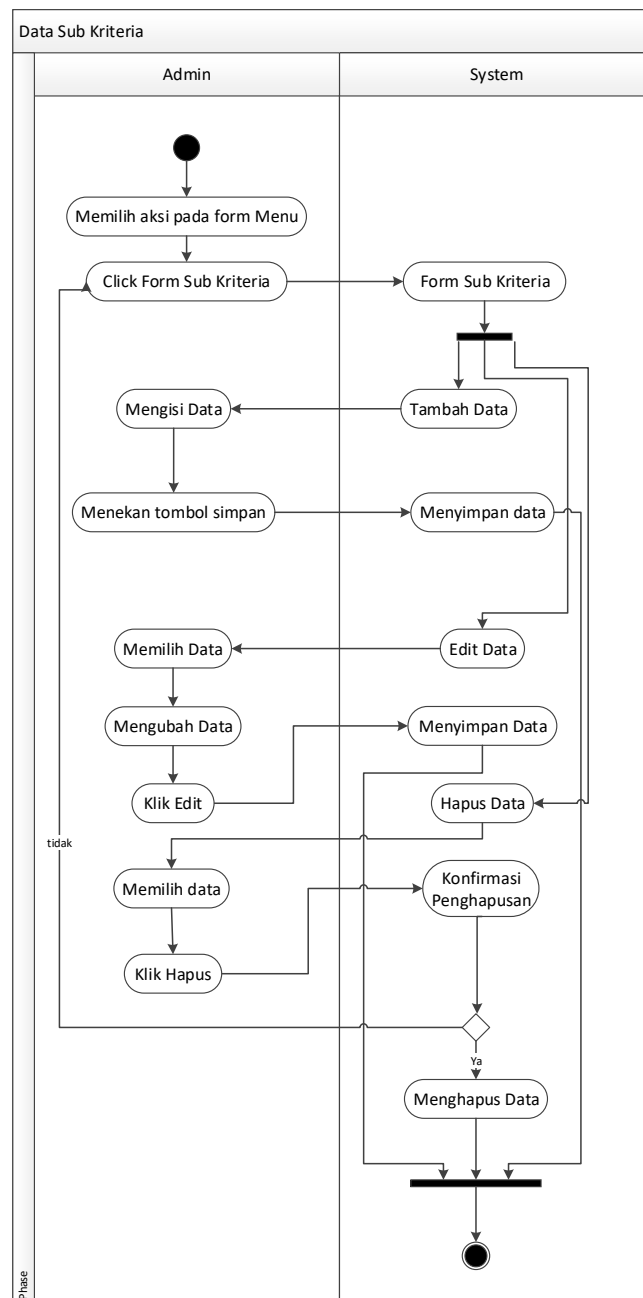 Data Sub Kriteria
Admin
System
Memilih aksi pada form Menu
Click Form Sub Kriteria
Form Sub Kriteria
Mengisi Data
Tambah Data
Menekan tombol simpan
Menyimpan data
Memilih Data
Edit Data
Mengubah Data
Menyimpan Data
Klik Edit
Hapus Data
tidak
Memilih data
Konfirmasi
Penghapusan
Klik Hapus
Ya
Menghapus Data
Phase